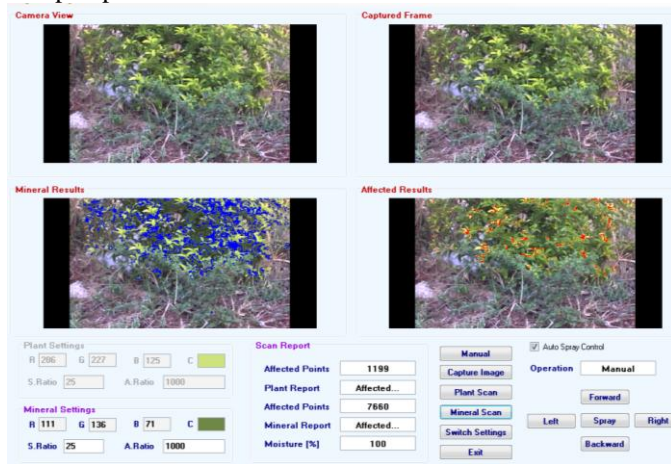 Camera View
Captured Frame
Mineral Results
Affected Results
Plant Settings
R 206 G 227 B 125 C
S.Ratio 25 A.Ratio 1000
Mineral Settings
R 111 G 136 B 71 C
S.Ratio 25 A.Ratio 1000
Scan Report
Affected Points 1199
Plant Report Affected...
Affected Points 7660
Mineral Report Affected...
Moisture [%] 100
Manual
Capture Image
Plant Scan
Mineral Scan
Switch Settings
Exit
Auto Spray Control
Operation Manual
Forward
Left Spray Right
Backward